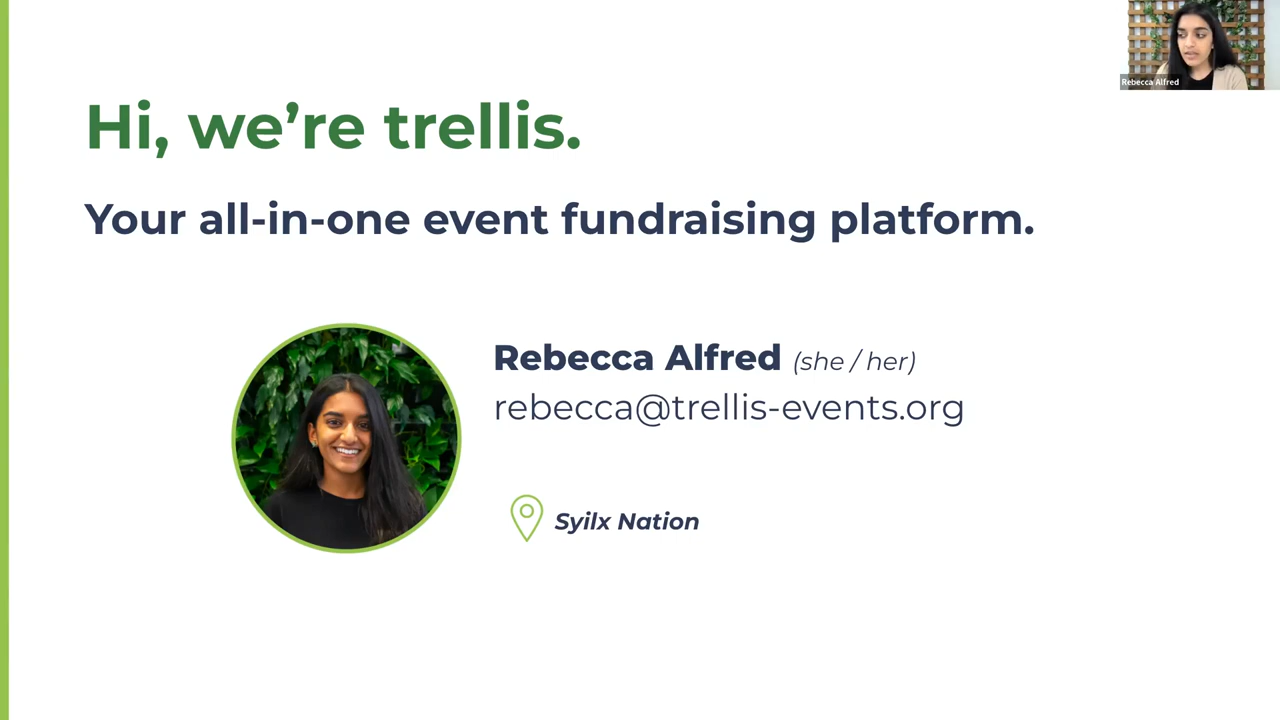 Rebecca Alfred
Hi, we’re trellis.
Your all-in-one event fundraising platform.
Rebecca Alfred (she / her)
rebecca@trellis-events.org
Syilx Nation